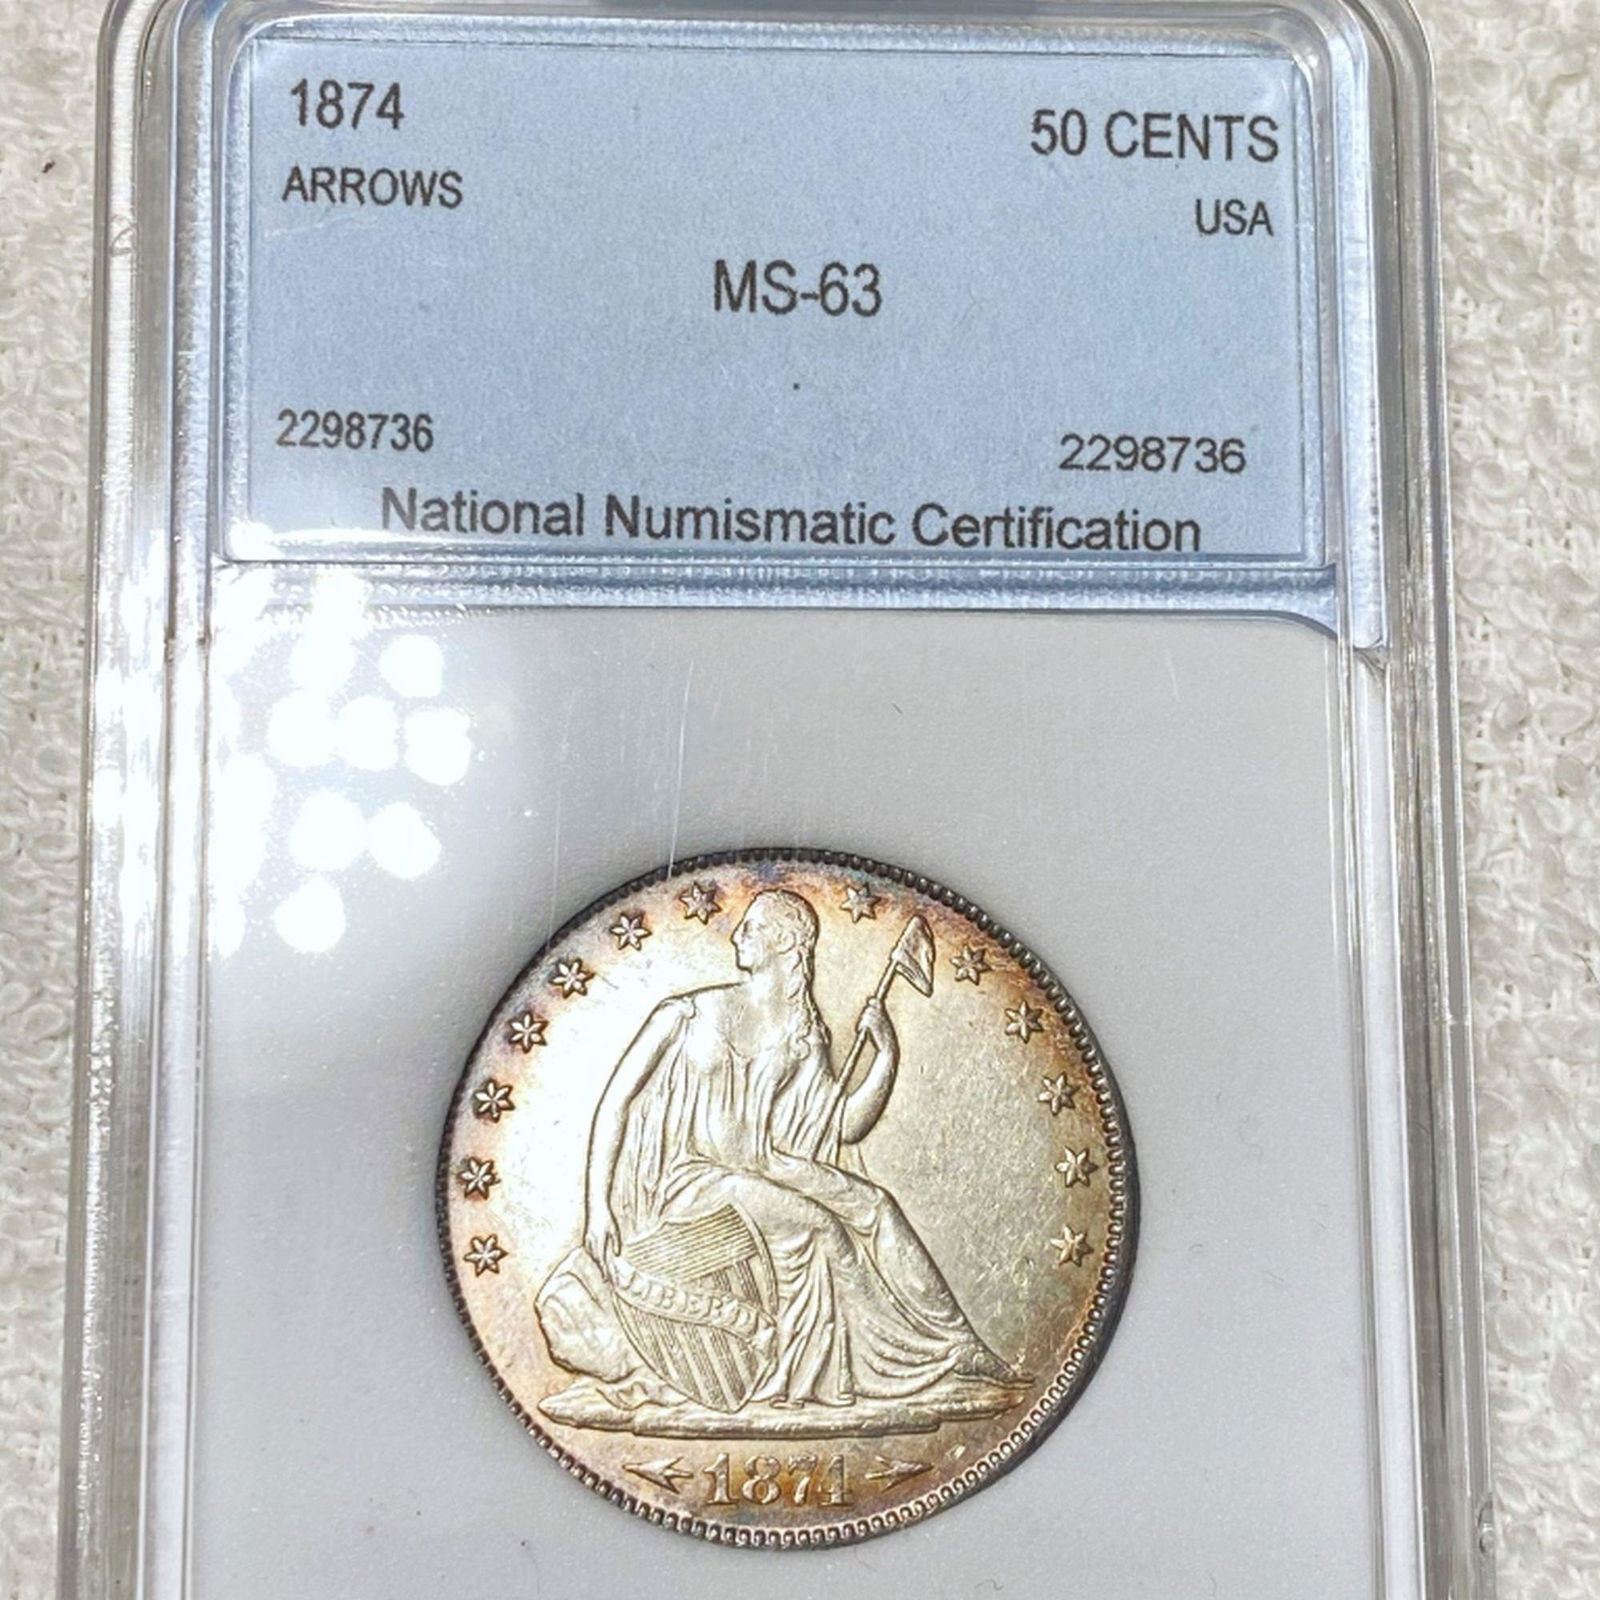 1874
50 CENTS
ARROWS
USA
MS-63
2298736
2298736
National Numismatic Certification
LIBERTY
1874